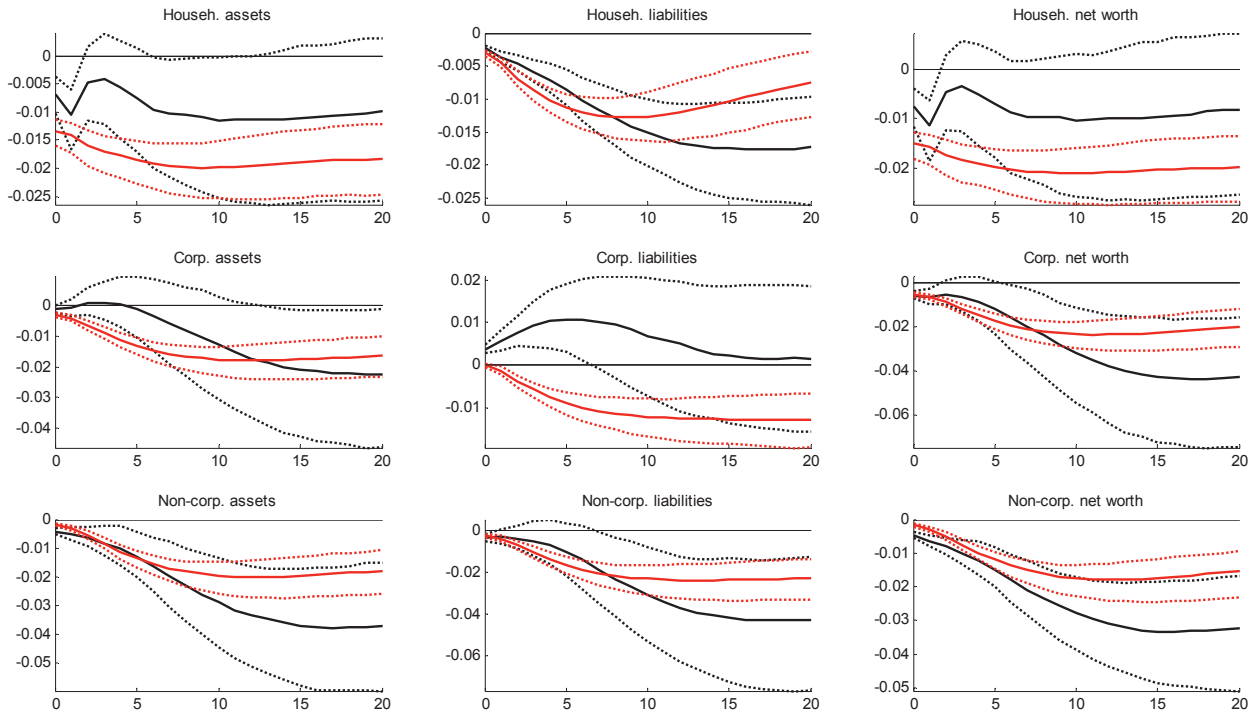 Househ. assets
Househ. liabilities
Househ. net worth
0
-0.005
-0.01
-0.015
-0.02
-0.025
0 5 10 15 20
0
-0.005
-0.01
-0.015
-0.02
-0.025
0 5 10 15 20
0
-0.01
-0.02
0 5 10 15 20
Corp. assets
Corp. liabilities
Corp. net worth
0
-0.01
-0.02
-0.03
-0.04
0 5 10 15 20
0.02
0.01
0
-0.01
0 5 10 15 20
0
-0.02
-0.04
-0.06
0 5 10 15 20
Non-corp. assets
Non-corp. liabilities
Non-corp. net worth
0
-0.01
-0.02
-0.03
-0.04
-0.05
0 5 10 15 20
0
-0.02
-0.04
-0.06
0 5 10 15 20
0
-0.01
-0.02
-0.03
-0.04
-0.05
0 5 10 15 20